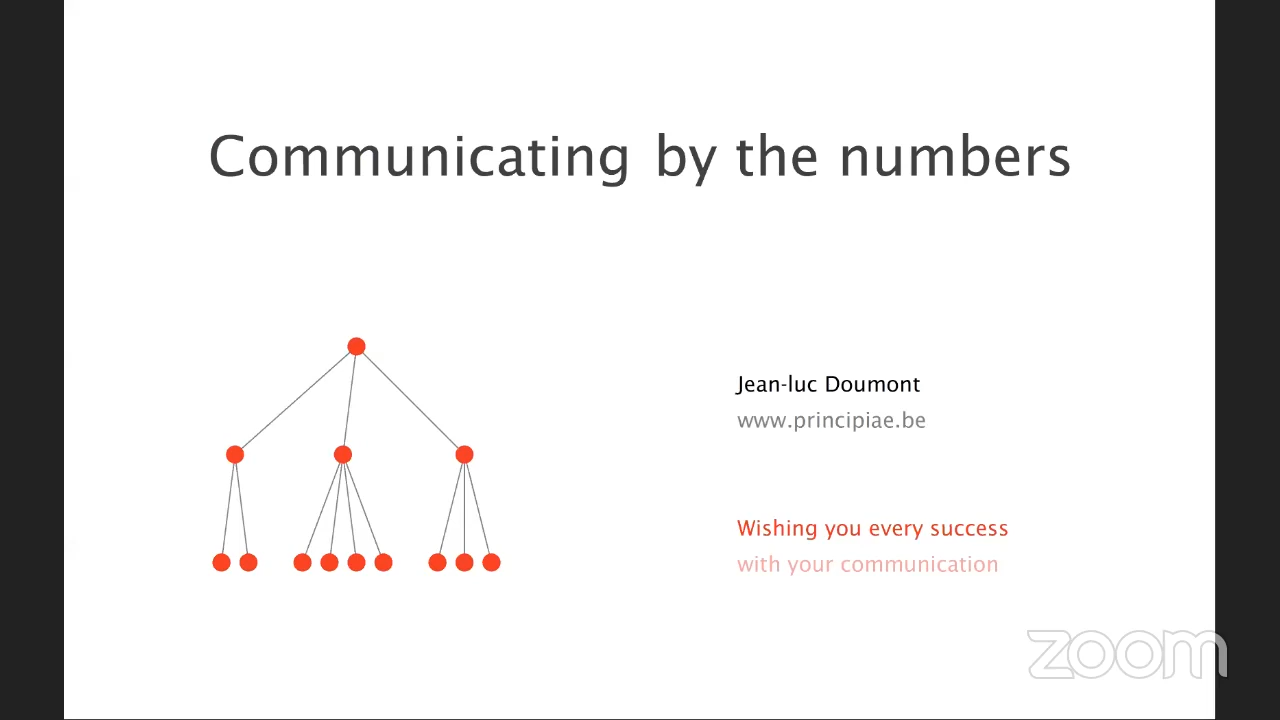 Communicating by the numbers
Jean-luc Doumont
www.principiae.be
Wishing you every success
with your communication
zoom